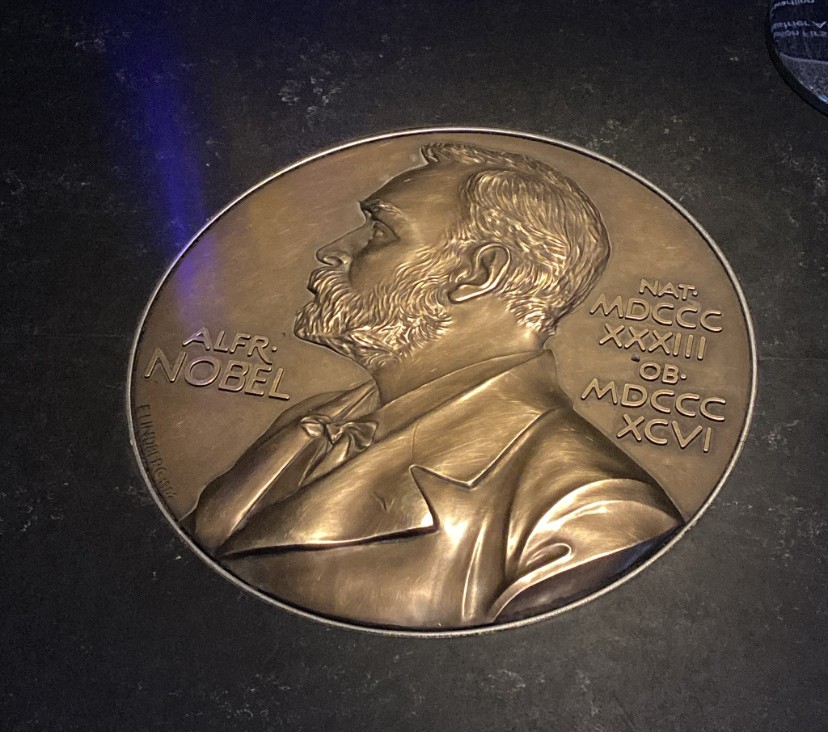 ALFR·
NOBEL
NAT·
MDCCC
XXXIII
OB·
MDCCC
XCVI